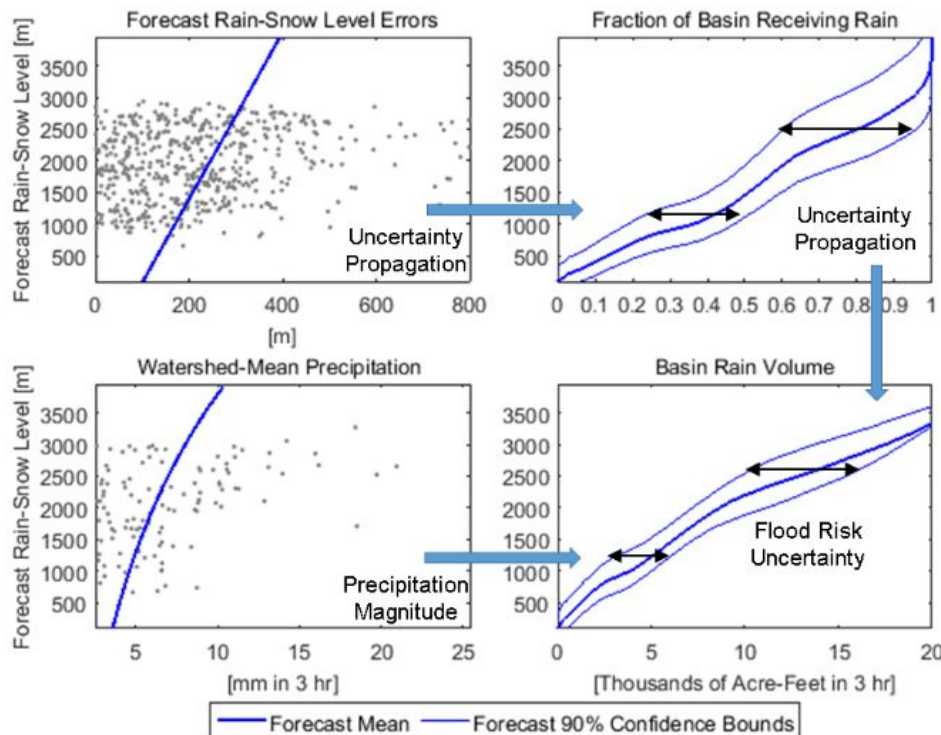 Forecast Rain-Snow Level Errors
Forecast Rain-Snow Level [m]
3500
3000
2500
2000
1500
1000
500
0
200
400
600
800
[m]
Uncertainty
Propagation
Fraction of Basin Receiving Rain
3500
3000
2500
2000
1500
1000
500
0
0.1
0.2
0.3
0.4
0.5
0.6
0.7
0.8
0.9
1
Uncertainty
Propagation
Watershed-Mean Precipitation
Forecast Rain-Snow Level [m]
3500
3000
2500
2000
1500
1000
500
5
10
15
20
25
[mm in 3 hr]
Precipitation
Magnitude
Basin Rain Volume
3500
3000
2500
2000
1500
1000
500
0
5
10
15
20
[Thousands of Acre-Feet in 3 hr]
Flood Risk
Uncertainty
Forecast Mean
Forecast 90% Confidence Bounds